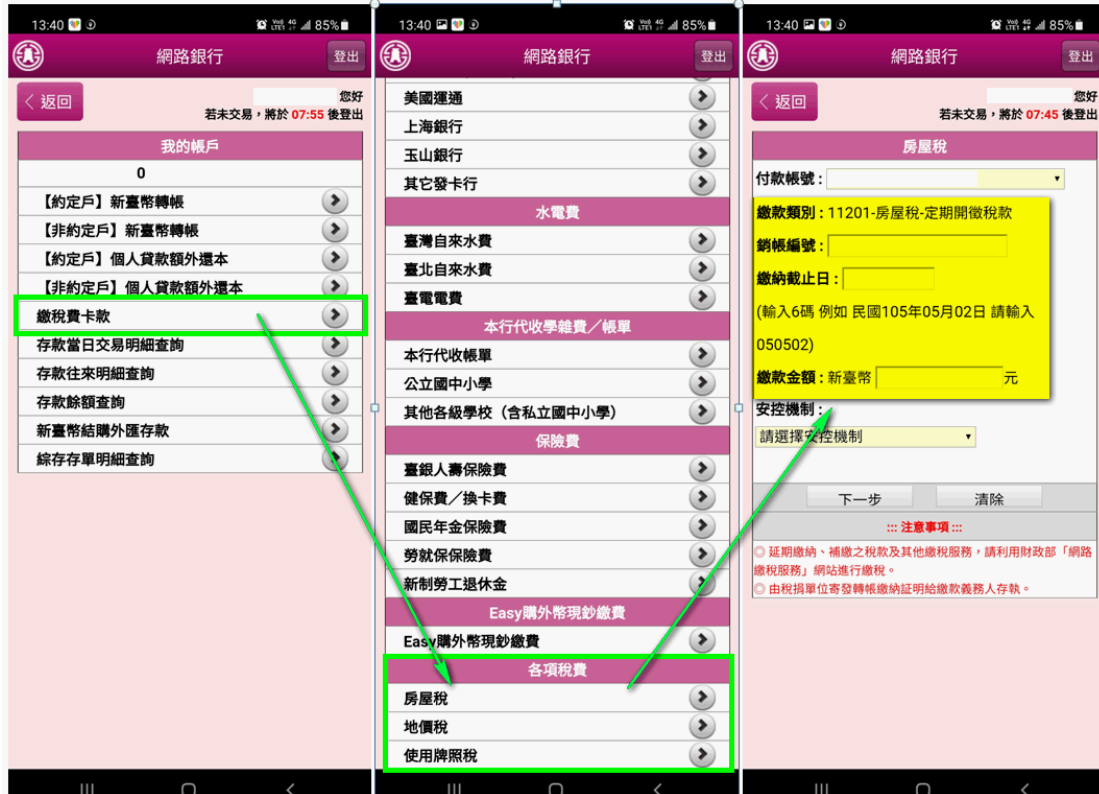 13:40
Vo)) 4G LTE1 85%
網路銀行
登出
返回
您好
若未交易，將於 07:55 後登出
我的帳戶
0
【約定戶】新臺幣轉帳
【非約定戶】新臺幣轉帳
【約定戶】個人貸款額外還本
【非約定戶】個人貸款額外還本
繳稅費卡款
存款當日交易明細查詢
存款往來明細查詢
存款餘額查詢
新臺幣結購外匯存款
綜存存單明細查詢
13:40
Vo)) 4G LTE1 85%
網路銀行
登出
美國運通
上海銀行
玉山銀行
其它發卡行
水電費
臺灣自來水費
臺北自來水費
臺電電費
本行代收學雜費／帳單
本行代收帳單
公立國中小學
其他各級學校（含私立國中小學）
保險費
臺銀人壽保險費
健保費／換卡費
國民年金保險費
勞就保保險費
新制勞工退休金
Easy購外幣現鈔繳費
Easy購外幣現鈔繳費
各項稅費
房屋稅
地價稅
使用牌照稅
13:40
Vo)) 4G LTE1 85%
網路銀行
登出
返回
您好
若未交易，將於 07:45 後登出
房屋稅
付款帳號：
繳款類別：11201-房屋稅-定期開徵稅款
銷帳編號：
繳納截止日：
(輸入6碼 例如 民國105年05月02日 請輸入
050502)
繳款金額：新臺幣 元
安控機制：
請選擇安控機制
下一步 清除
::: 注意事項 :::
◎ 延期繳納、補繳之稅款及其他繳稅服務，請利用財政部「網路
繳稅服務」網站進行繳稅。
◎ 由稅捐單位寄發轉帳繳納証明給繳款義務人存執。